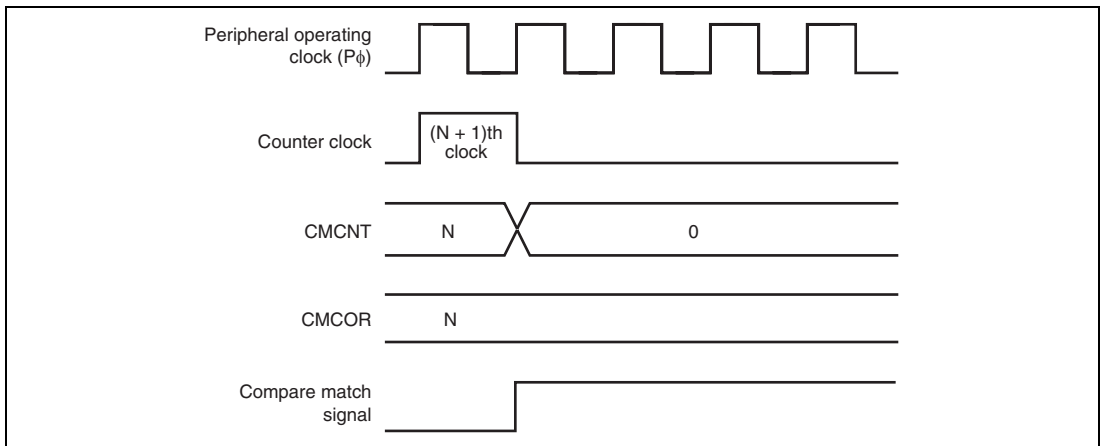 Peripheral operating
clock (Pϕ)
Counter clock
(N + 1)th
clock
CMCNT
N
0
CMCOR
N
Compare match
signal